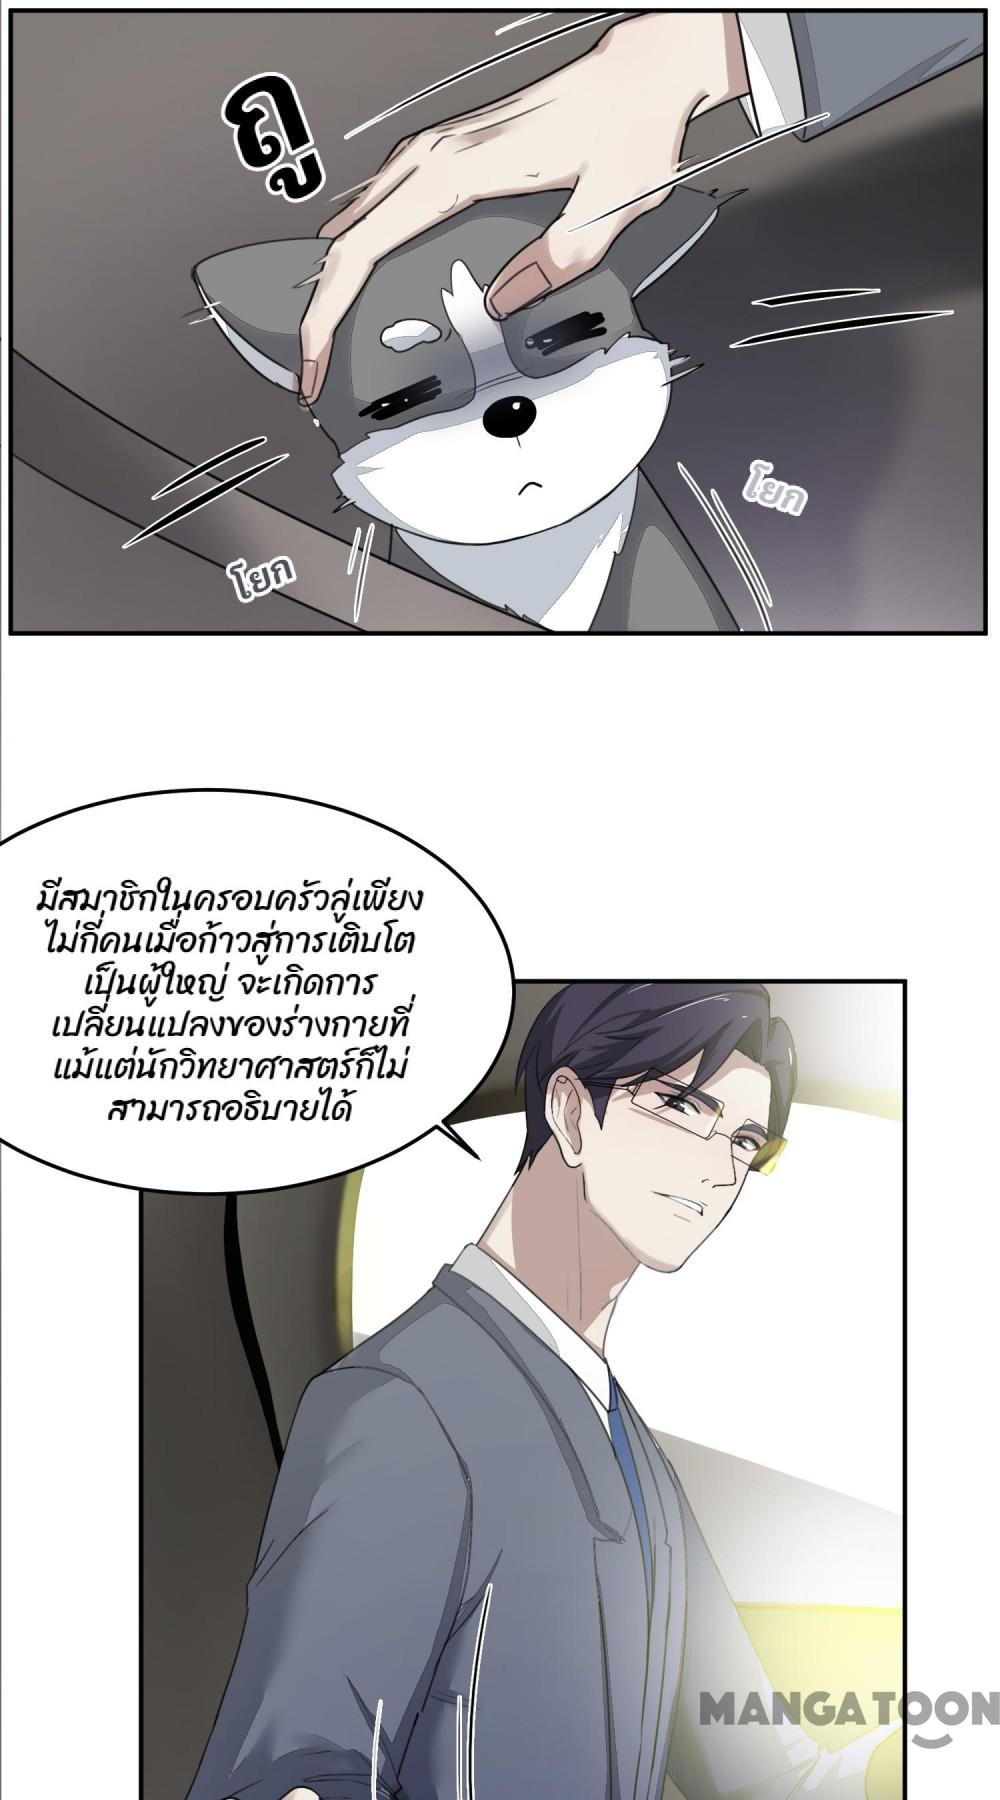 ถู
โยก
โยก
มีสมาชิกในครอบครัวลู่เพียง
ไม่กี่คนเมื่อก้าวสู่การเติบโต
เป็นผู้ใหญ่ จะเกิดการ
เปลี่ยนแปลงของร่างกายที่
แม้แต่นักวิทยาศาสตร์ก็ไม่
สามารถอธิบายได้
MANGATOON